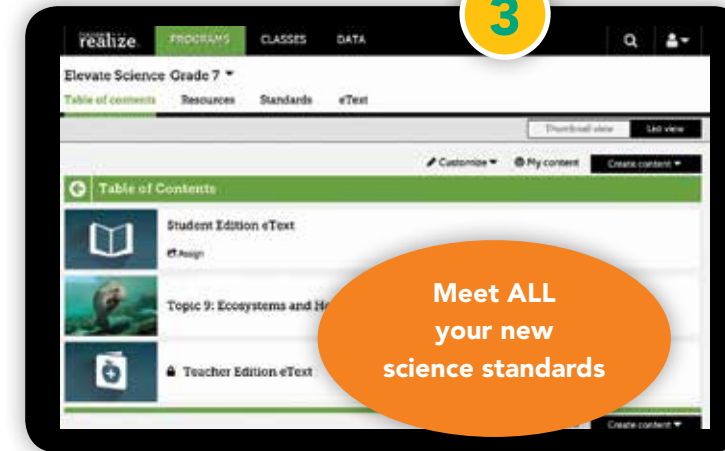 3
realize
PROGRAMS CLASSES DATA
Elevate Science Grade 7
Table of contents Resources Standards eText
Thumbnail view List view
Customize My content Create content
Table of Contents
Student Edition eText
Assign
Topic 9: Ecosystems and
Teacher Edition eText
Meet ALL
your new
science standards
Create content